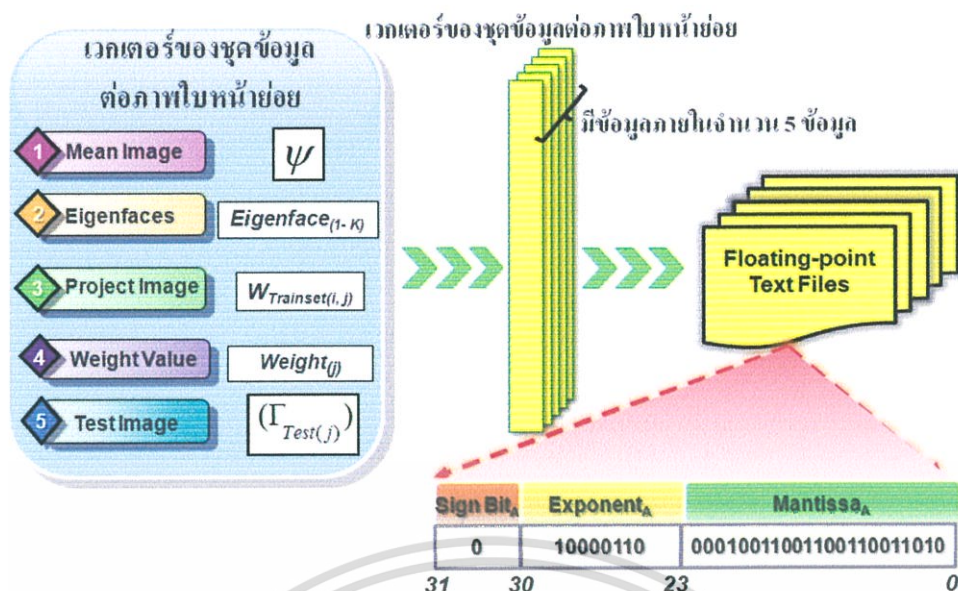 เวกเตอร์ของชุดข้อมูล
ต่อภาพใบหน้าย่อย
1 Mean Image
ψ
2 Eigenfaces
Eigenface(1- K)
3 Project Image
WTrainset(i, j)
4 Weight Value
Weight(j)
5 Test Image
(ΓTest(j))
เวกเตอร์ของชุดข้อมูลต่อภาพใบหน้าย่อย
มีข้อมูลภายในจำนวน 5 ข้อมูล
Floating-point
Text Files
Sign BitA ExponentA MantissaA
0 10000110 00010011001100110011010
31 30 23 0